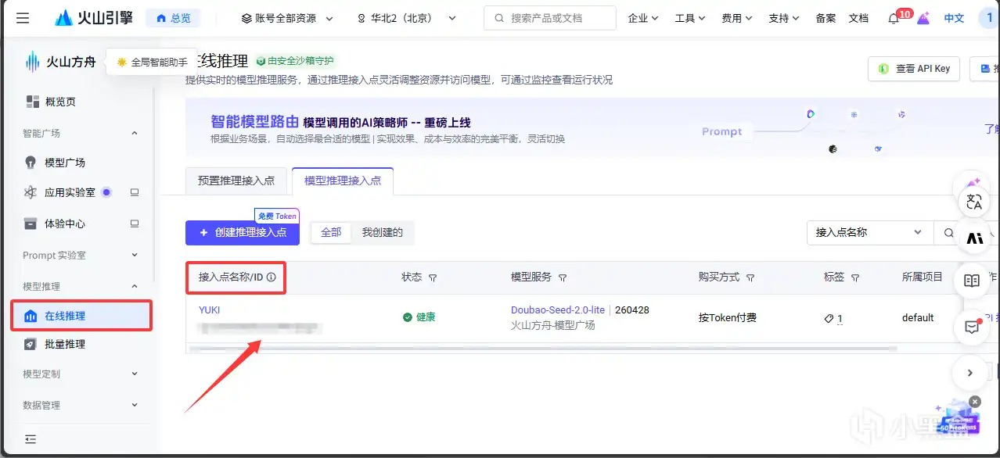 火山引擎
总览
账号全部资源
华北2（北京）
搜索产品或文档
企业
工具
费用
支持
备案
文档
10
中文
1
火山方舟
全局智能助手
在线推理
由安全沙箱守护
提供实时的模型推理服务，通过推理接入点灵活调整资源并访问模型，可通过监控查看运行状况
查看 API Key
概览页
智能广场
模型广场
应用实验室
体验中心
Prompt 实验室
模型推理
在线推理
批量推理
模型定制
数据管理
智能模型路由 模型调用的AI策略师 -- 重磅上线
根据业务场景，自动选择最合适的模型 | 实现效果、成本与效率的完美平衡，灵活切换
Prompt
了解
预置推理接入点
模型推理接入点
免费 Token
+ 创建推理接入点
全部
我创建的
接入点名称
接入点名称/ID
状态
模型服务
购买方式
标签
所属项目
YUKI
健康
Doubao-Seed-2.0-lite | 260428
火山方舟-模型广场
按Token付费
1
default
小黑盒